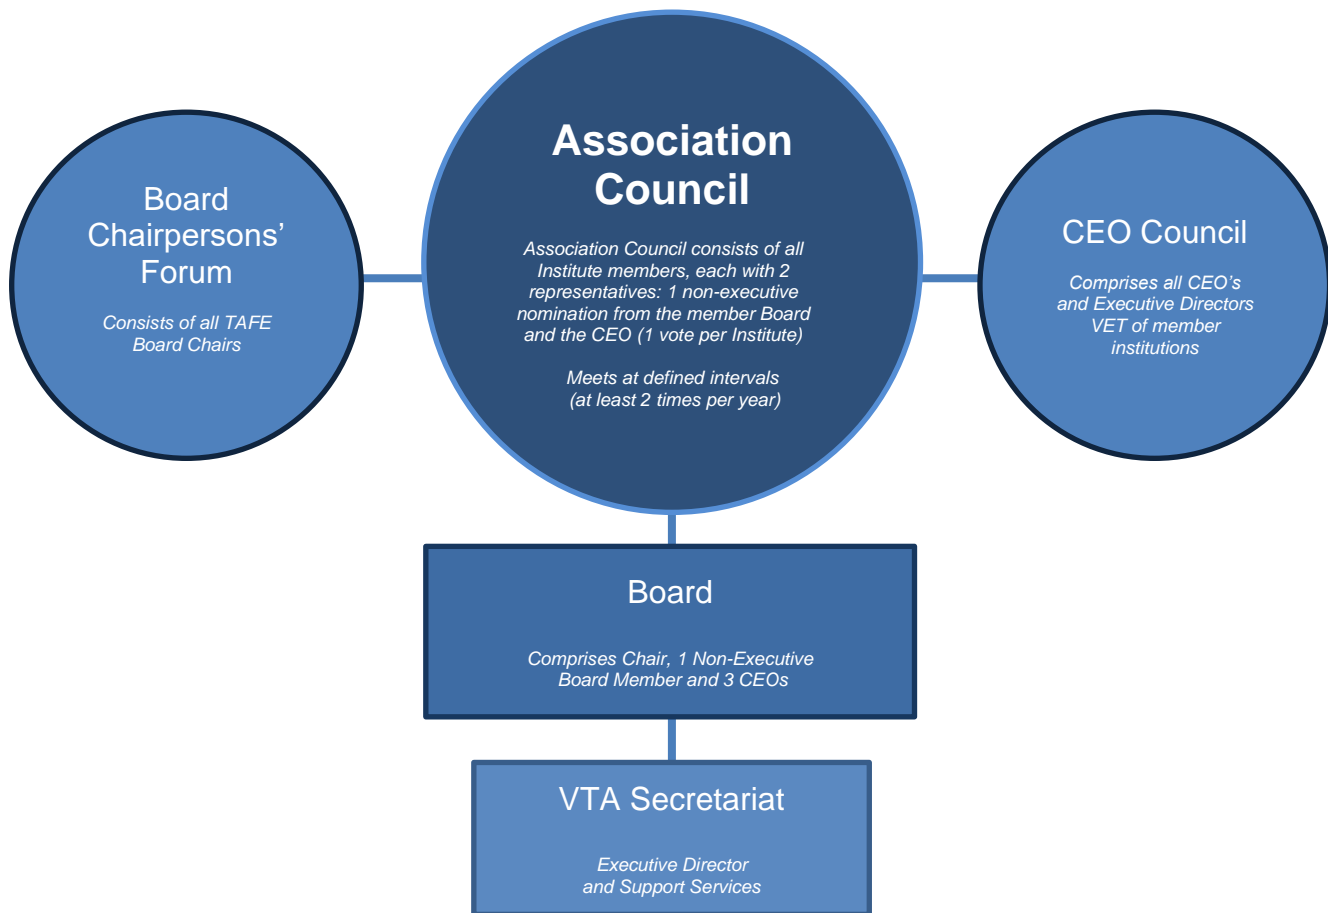 Board
Chairpersons’
Forum
Consists of all TAFE
Board Chairs
Association
Council
Association Council consists of all
Institute members, each with 2
representatives: 1 non-executive
nomination from the member Board
and the CEO (1 vote per Institute)
Meets at defined intervals
(at least 2 times per year)
CEO Council
Comprises all CEO’s
and Executive Directors
VET of member
institutions
Board
Comprises Chair, 1 Non-Executive
Board Member and 3 CEOs
VTA Secretariat
Executive Director
and Support Services